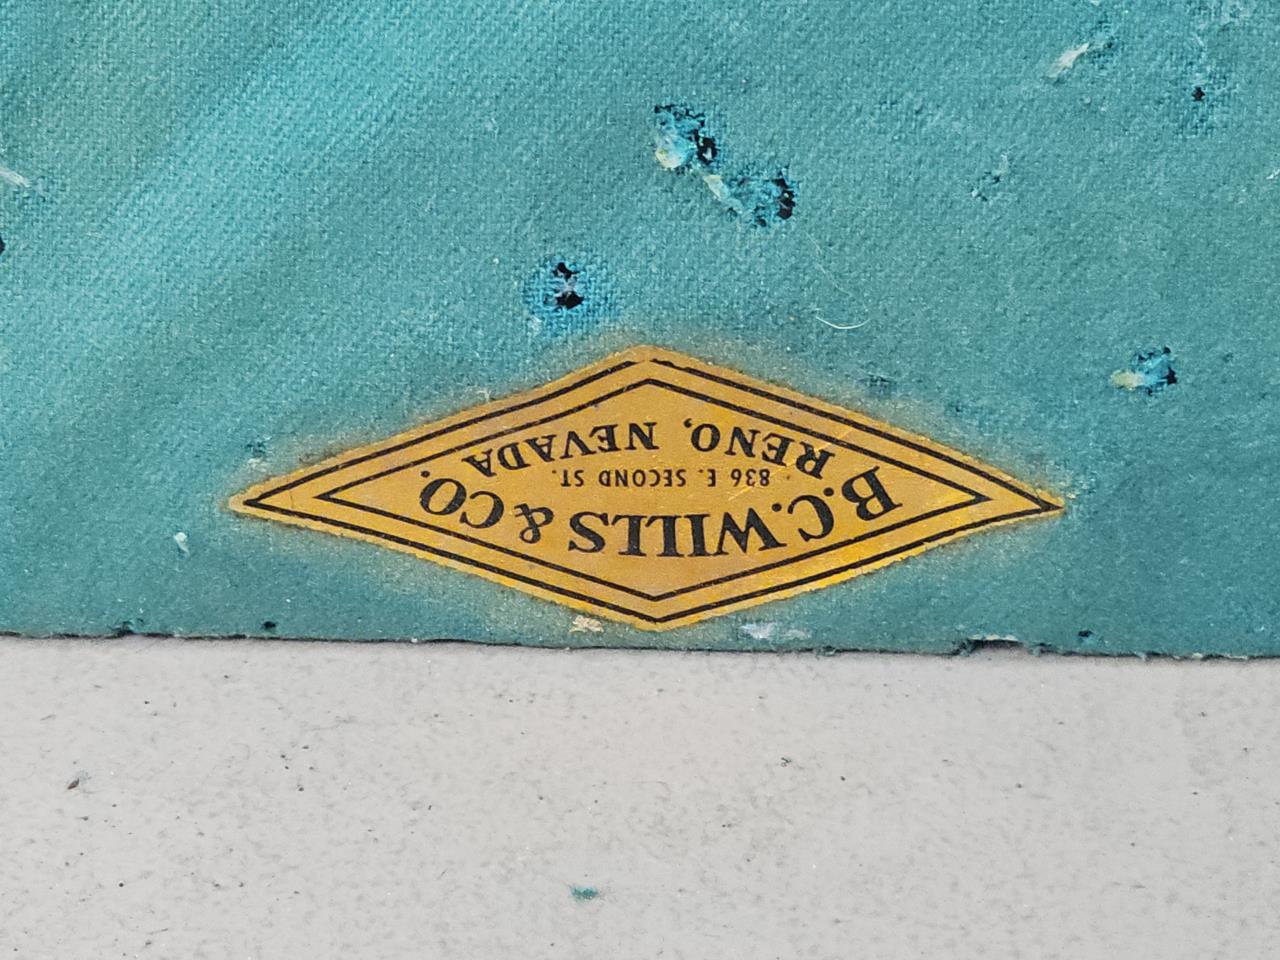 B.C. WILLS & CO.
836 E. SECOND ST.
RENO, NEVADA